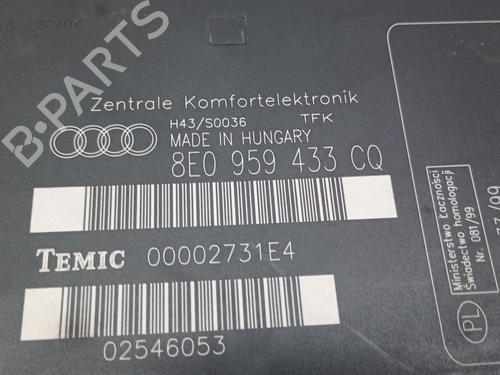 B-PARTS
Zentrale Komfortelektronik
H43/S0036 TFK
MADE IN HUNGARY
8E0 959 433 CQ
TEMIC 00002731E4
02546053
Ministerstwo Łączności
Świadectwo homologacji
Nr. 081/99
PL